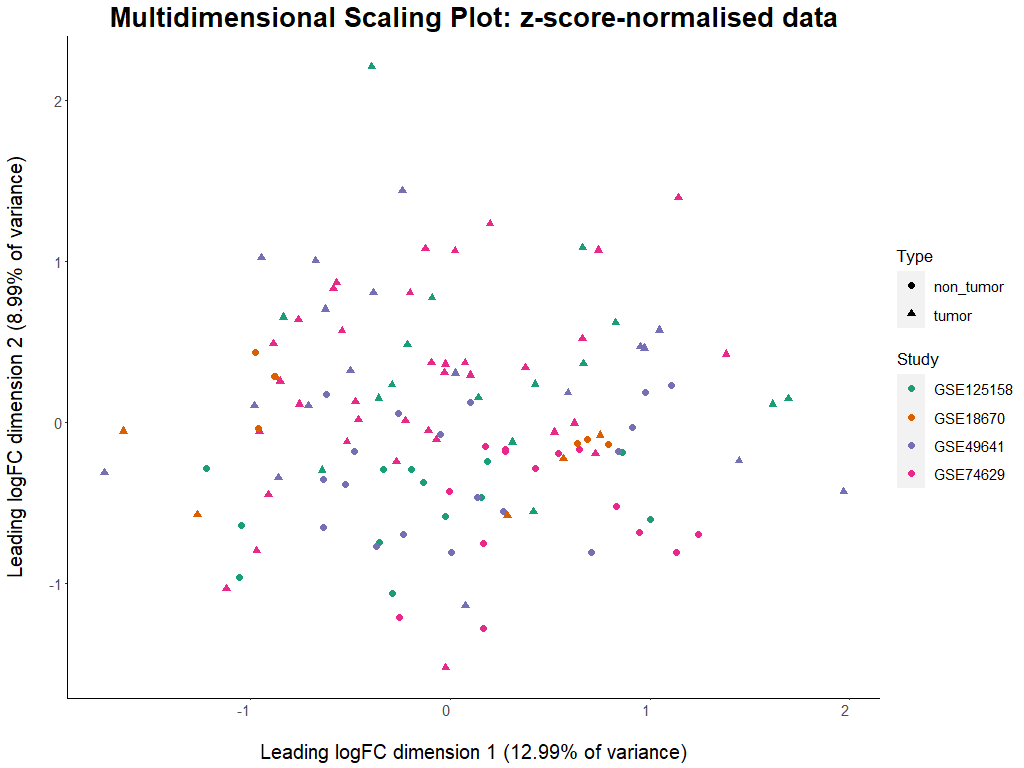 Multidimensional Scaling Plot: z-score-normalised data
Leading logFC dimension 2 (8.99% of variance)
2
1
0
-1
-1
0
1
2
Leading logFC dimension 1 (12.99% of variance)
Type
non_tumor
tumor
Study
GSE125158
GSE18670
GSE49641
GSE74629